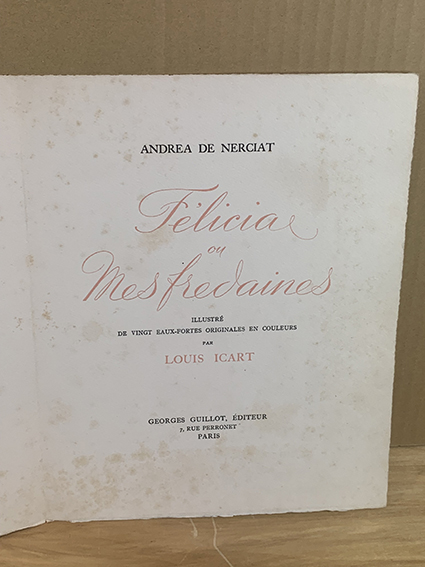 ANDREA DE NERCIAT
Félicia
ou
Mes fredaines
ILLUSTRÉ
DE VINGT EAUX-FORTES ORIGINALES EN COULEURS
PAR
LOUIS ICART
GEORGES GUILLOT, ÉDITEUR
7, RUE PERRONET
PARIS